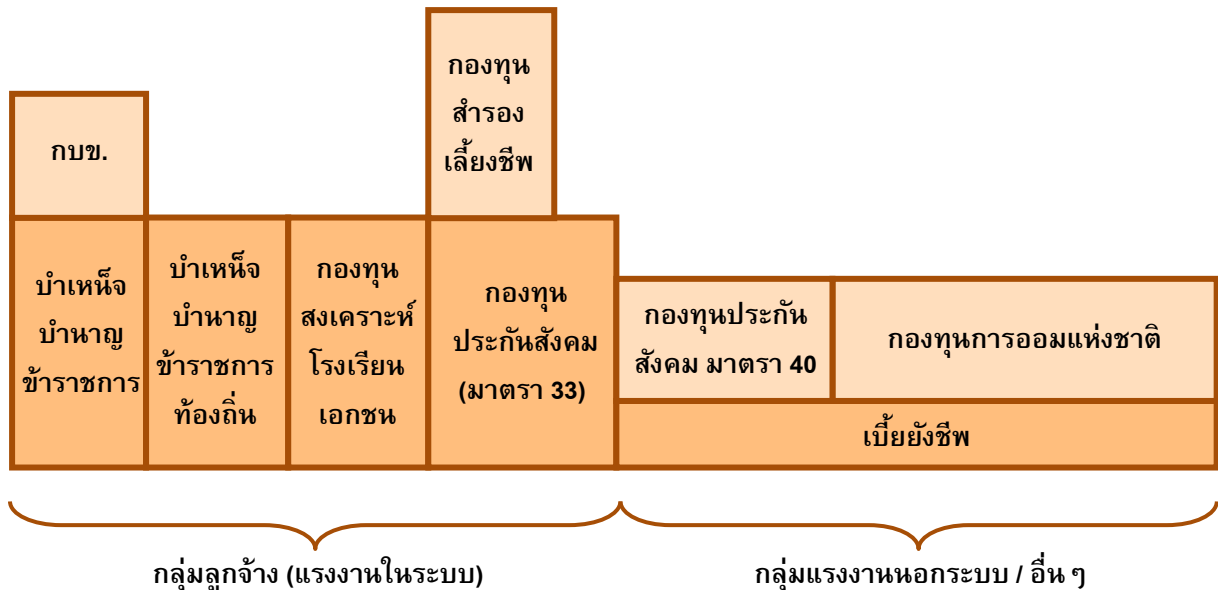 กองทุน
สำรอง
เลี้ยงชีพ
กบข.
บำเหน็จ
บำนาญ
ข้าราชการ
บำเหน็จ
บำนาญ
ข้าราชการ
ท้องถิ่น
กองทุน
สงเคราะห์
โรงเรียน
เอกชน
กองทุน
ประกันสังคม
(มาตรา 33)
กองทุนประกัน
สังคม มาตรา 40
กองทุนการออมแห่งชาติ
เบี้ยยังชีพ
กลุ่มลูกจ้าง (แรงงานในระบบ)
กลุ่มแรงงานนอกระบบ / อื่น ๆ